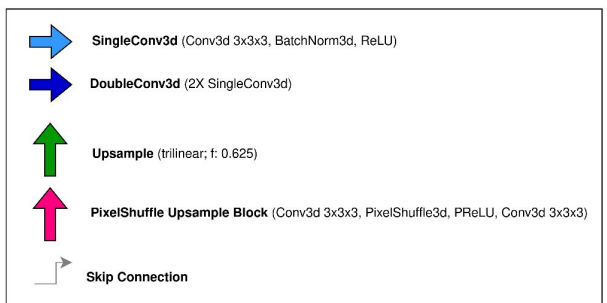 SingleConv3d (Conv3d 3x3x3, BatchNorm3d, ReLU)
DoubleConv3d (2X SingleConv3d)
Upsample (trilinear; f: 0.625)
PixelShuffle Upsample Block (Conv3d 3x3x3, PixelShuffle3d, PReLU, Conv3d 3x3x3)
Skip Connection